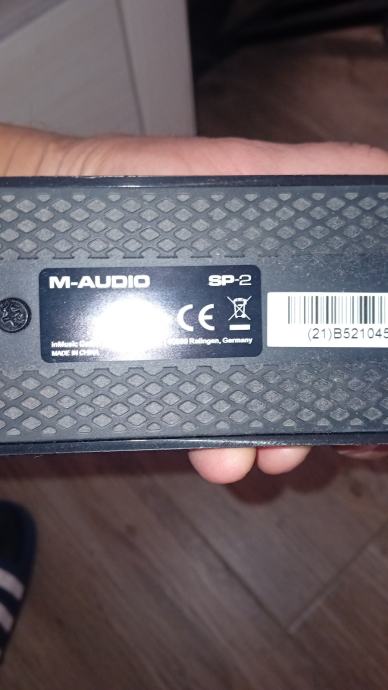 M-AUDIO
SP-2
CE
inMusic Ratingen, Germany
MADE IN CHINA
(21)B521045